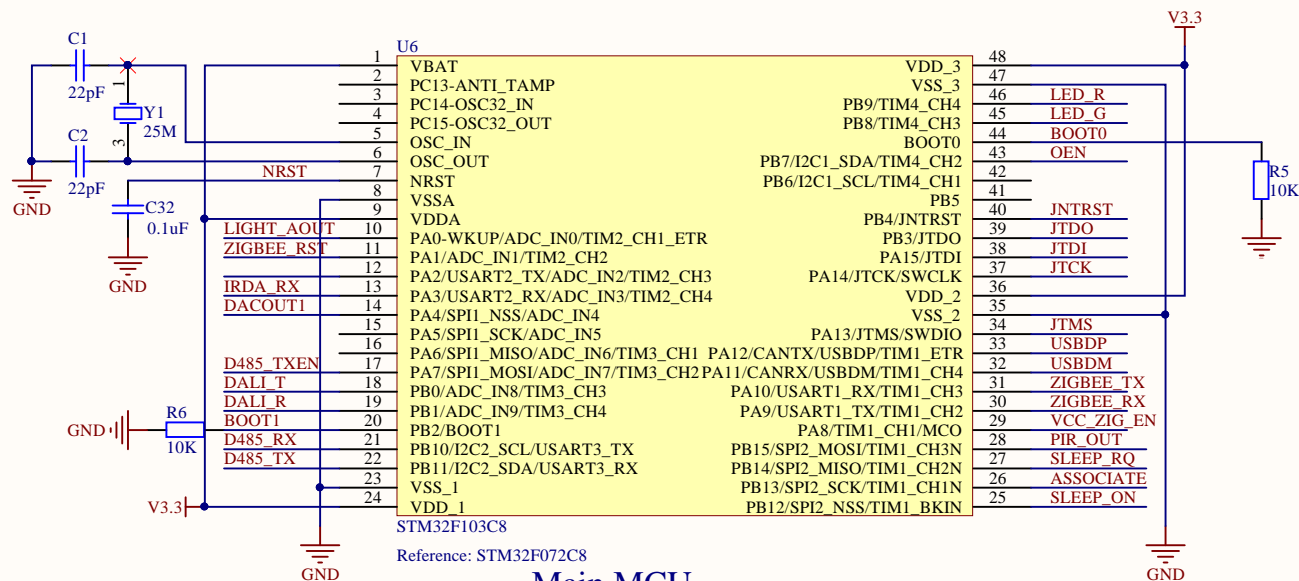 V3.3
C1
22pF
1
Y1
25M
3
C2
22pF
GND
NRST
C32
0.1uF
GND
U6
1 VBAT
2 PC13-ANTI_TAMP
3 PC14-OSC32_IN
4 PC15-OSC32_OUT
5 OSC_IN
6 OSC_OUT
7 NRST
8 VSSA
9 VDDA
LIGHT_AOUT 10 PA0-WKUP/ADC_IN0/TIM2_CH1_ETR
ZIGBEE_RST 11 PA1/ADC_IN1/TIM2_CH2
12 PA2/USART2_TX/ADC_IN2/TIM2_CH3
IRDA_RX 13 PA3/USART2_RX/ADC_IN3/TIM2_CH4
DACOUT1 14 PA4/SPI1_NSS/ADC_IN4
15 PA5/SPI1_SCK/ADC_IN5
16 PA6/SPI1_MISO/ADC_IN6/TIM3_CH1
D485_TXEN 17 PA7/SPI1_MOSI/ADC_IN7/TIM3_CH2
DALI_T 18 PB0/ADC_IN8/TIM3_CH3
DALI_R 19 PB1/ADC_IN9/TIM3_CH4
BOOT1 20 PB2/BOOT1
D485_RX 21 PB10/I2C2_SCL/USART3_TX
D485_TX 22 PB11/I2C2_SDA/USART3_RX
23 VSS_1
24 VDD_1
GND
R6
10K
V3.3
GND
VDD_3 48
VSS_3 47
PB9/TIM4_CH4 46 LED_R
PB8/TIM4_CH3 45 LED_G
BOOT0 44 BOOT0
PB7/I2C1_SDA/TIM4_CH2 43 OEN
PB6/I2C1_SCL/TIM4_CH1 42
PB5 41
PB4/JNTRST 40 JNTRST
PB3/JTDO 39 JTDO
PA15/JTDI 38 JTDI
PA14/JTCK/SWCLK 37 JTCK
VDD_2 36
VSS_2 35
PA13/JTMS/SWDIO 34 JTMS
PA12/CANTX/USBDP/TIM1_ETR 33 USBDP
PA11/CANRX/USBDM/TIM1_CH4 32 USBDM
PA10/USART1_RX/TIM1_CH3 31 ZIGBEE_TX
PA9/USART1_TX/TIM1_CH2 30 ZIGBEE_RX
PA8/TIM1_CH1/MCO 29 VCC_ZIG_EN
PB15/SPI2_MOSI/TIM1_CH3N 28 PIR_OUT
PB14/SPI2_MISO/TIM1_CH2N 27 SLEEP_RQ
PB13/SPI2_SCK/TIM1_CH1N 26 ASSOCIATE
PB12/SPI2_NSS/TIM1_BKIN 25 SLEEP_ON
R5
10K
GND
STM32F103C8
Reference: STM32F072C8
Main MCU